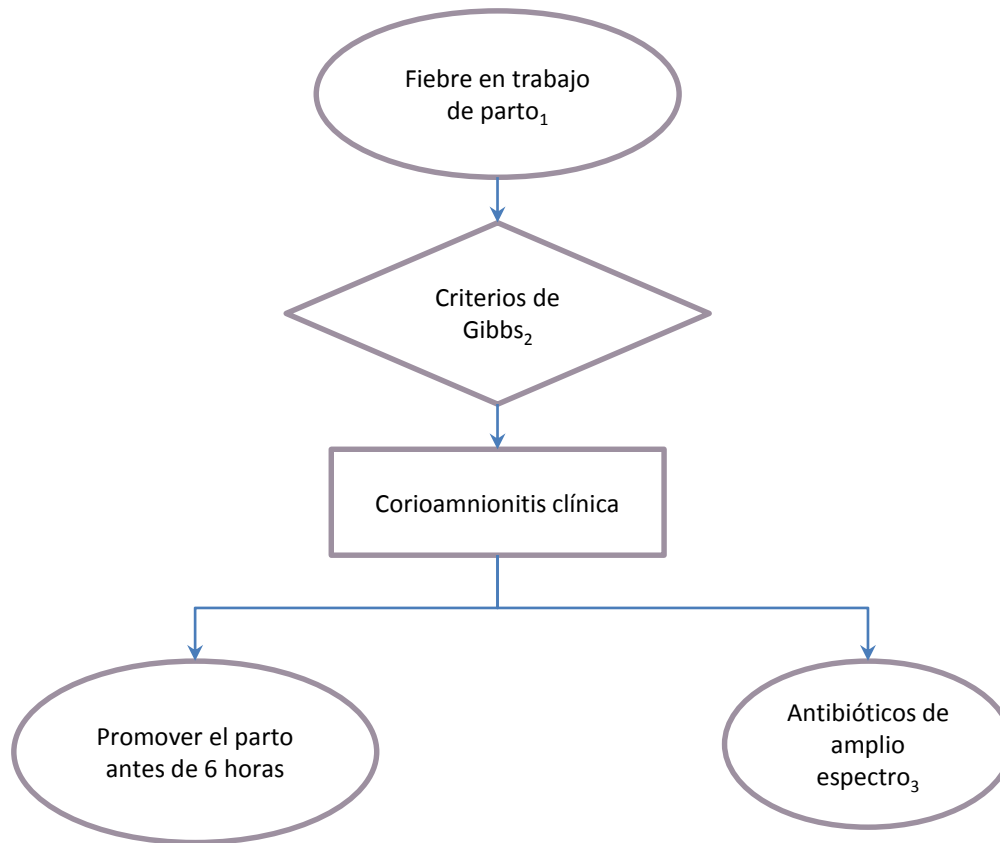 Fiebre en trabajo
de parto₁
Criterios de
Gibbs₂
Corioamnionitis clínica
Promover el parto
antes de 6 horas
Antibióticos de
amplio
espectro₃